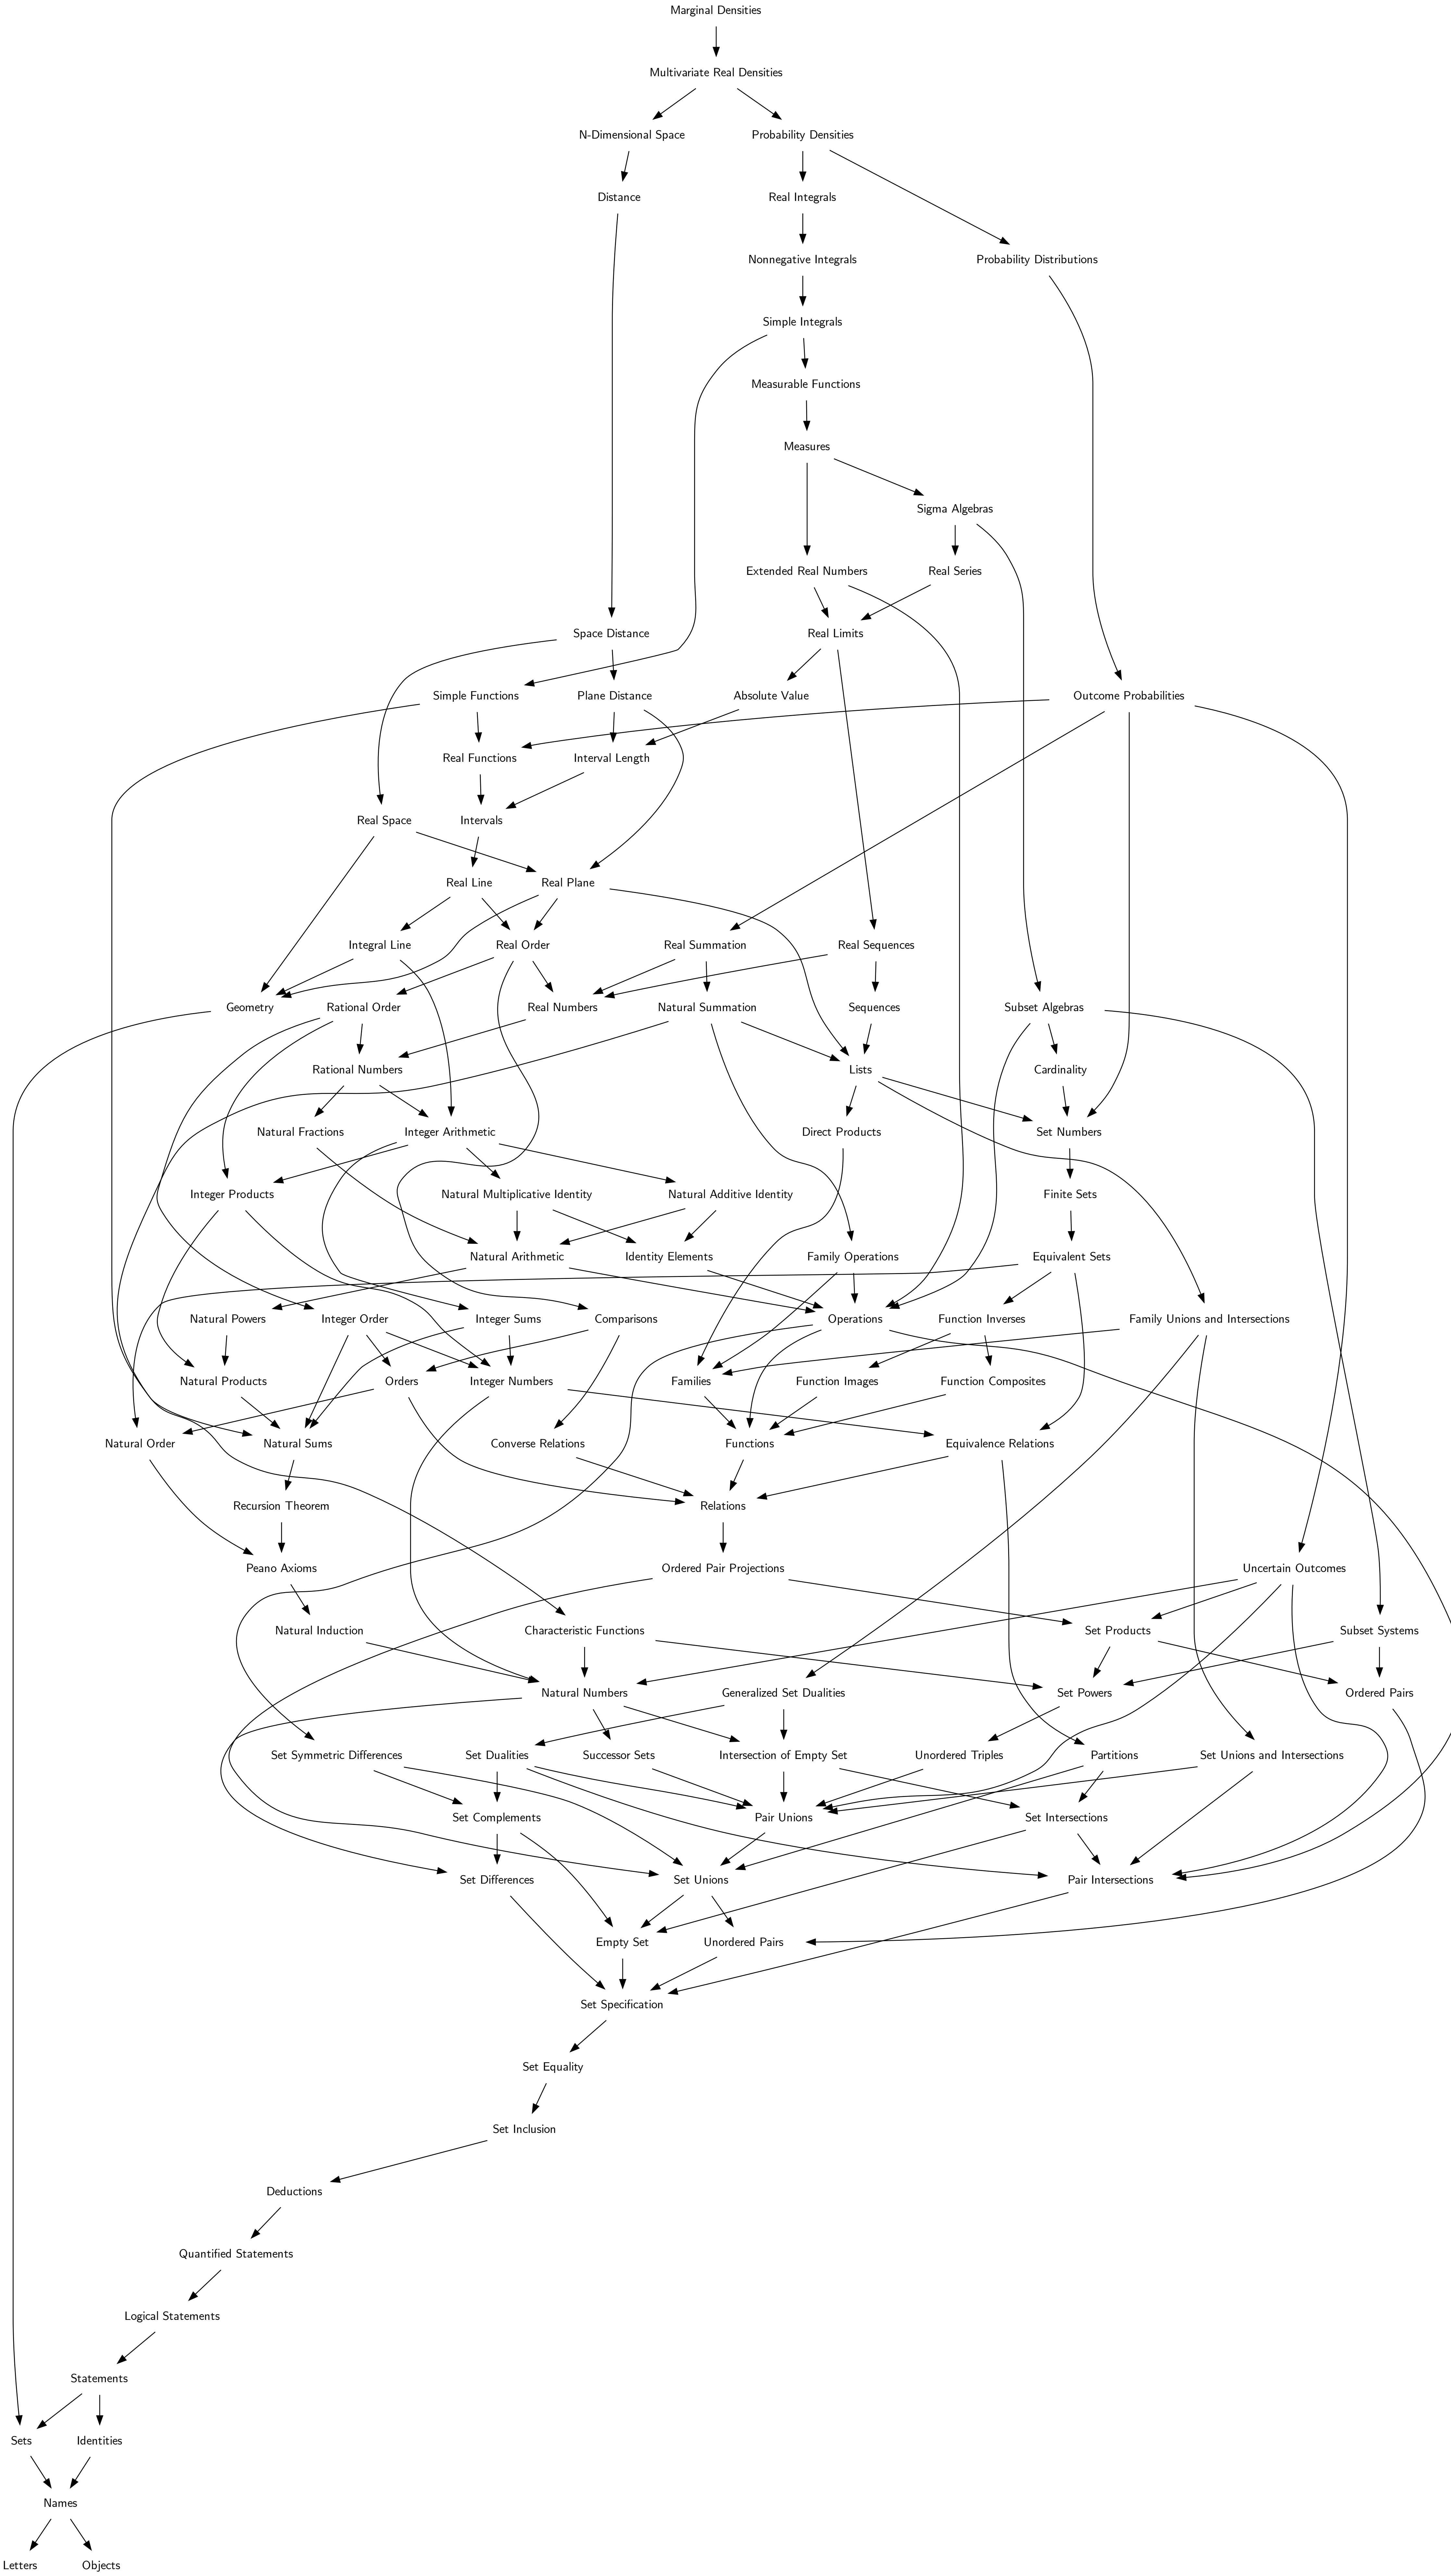 Marginal Densities
Multivariate Real Densities
N-Dimensional Space
Probability Densities
Distance
Real Integrals
Nonnegative Integrals
Probability Distributions
Simple Integrals
Measurable Functions
Measures
Sigma Algebras
Extended Real Numbers
Real Series
Space Distance
Real Limits
Simple Functions
Plane Distance
Absolute Value
Outcome Probabilities
Real Functions
Interval Length
Real Space
Intervals
Real Line
Real Plane
Integral Line
Real Order
Real Summation
Real Sequences
Geometry
Rational Order
Real Numbers
Natural Summation
Sequences
Subset Algebras
Rational Numbers
Lists
Cardinality
Natural Fractions
Integer Arithmetic
Direct Products
Set Numbers
Integer Products
Natural Multiplicative Identity
Natural Additive Identity
Finite Sets
Natural Arithmetic
Identity Elements
Family Operations
Equivalent Sets
Natural Powers
Integer Order
Integer Sums
Comparisons
Operations
Function Inverses
Family Unions and Intersections
Natural Products
Orders
Integer Numbers
Families
Function Images
Function Composites
Natural Order
Natural Sums
Converse Relations
Functions
Equivalence Relations
Recursion Theorem
Relations
Peano Axioms
Ordered Pair Projections
Uncertain Outcomes
Natural Induction
Characteristic Functions
Set Products
Subset Systems
Natural Numbers
Generalized Set Dualities
Set Powers
Ordered Pairs
Set Symmetric Differences
Set Dualities
Successor Sets
Intersection of Empty Set
Unordered Triples
Partitions
Set Unions and Intersections
Set Complements
Pair Unions
Set Intersections
Set Differences
Set Unions
Pair Intersections
Empty Set
Unordered Pairs
Set Specification
Set Equality
Set Inclusion
Deductions
Quantified Statements
Logical Statements
Statements
Sets
Identities
Names
Letters
Objects